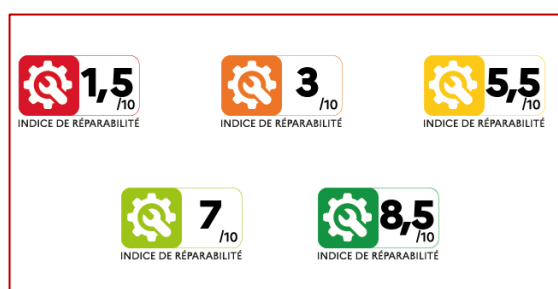 1,5
/10
INDICE DE RÉPARABILITÉ
3
/10
INDICE DE RÉPARABILITÉ
5,5
/10
INDICE DE RÉPARABILITÉ
7
/10
INDICE DE RÉPARABILITÉ
8,5
/10
INDICE DE RÉPARABILITÉ